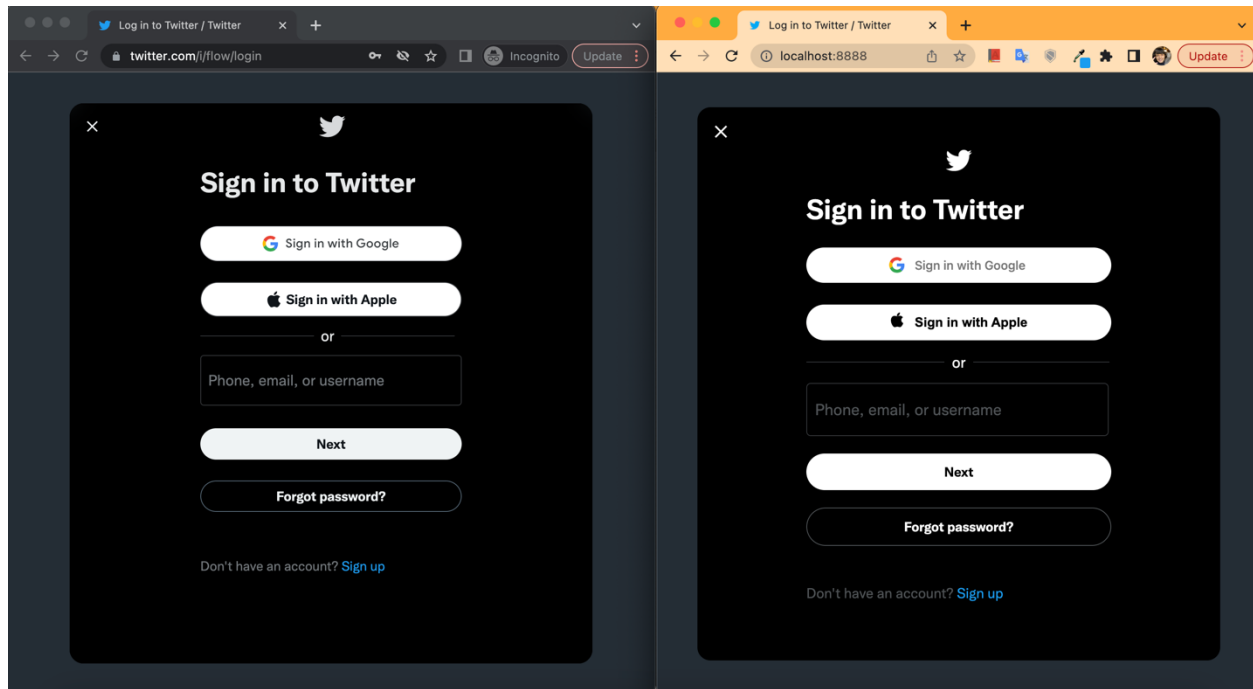 Log in to Twitter / Twitter
twitter.com/i/flow/login
Incognito
Update
Sign in to Twitter
Sign in with Google
Sign in with Apple
or
Phone, email, or username
Next
Forgot password?
Don't have an account? Sign up
Log in to Twitter / Twitter
localhost:8888
Update
Sign in to Twitter
Sign in with Google
Sign in with Apple
or
Phone, email, or username
Next
Forgot password?
Don't have an account? Sign up